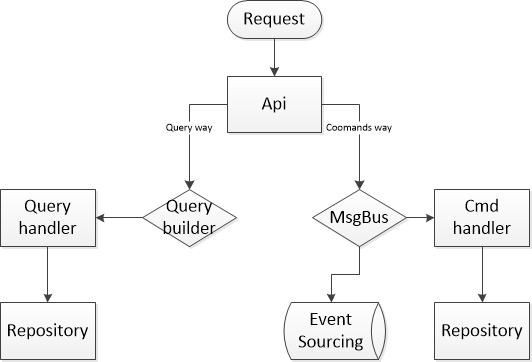 Request
Api
Query way
Coomands way
Query
handler
Query
builder
MsgBus
Cmd
handler
Repository
Event
Sourcing
Repository